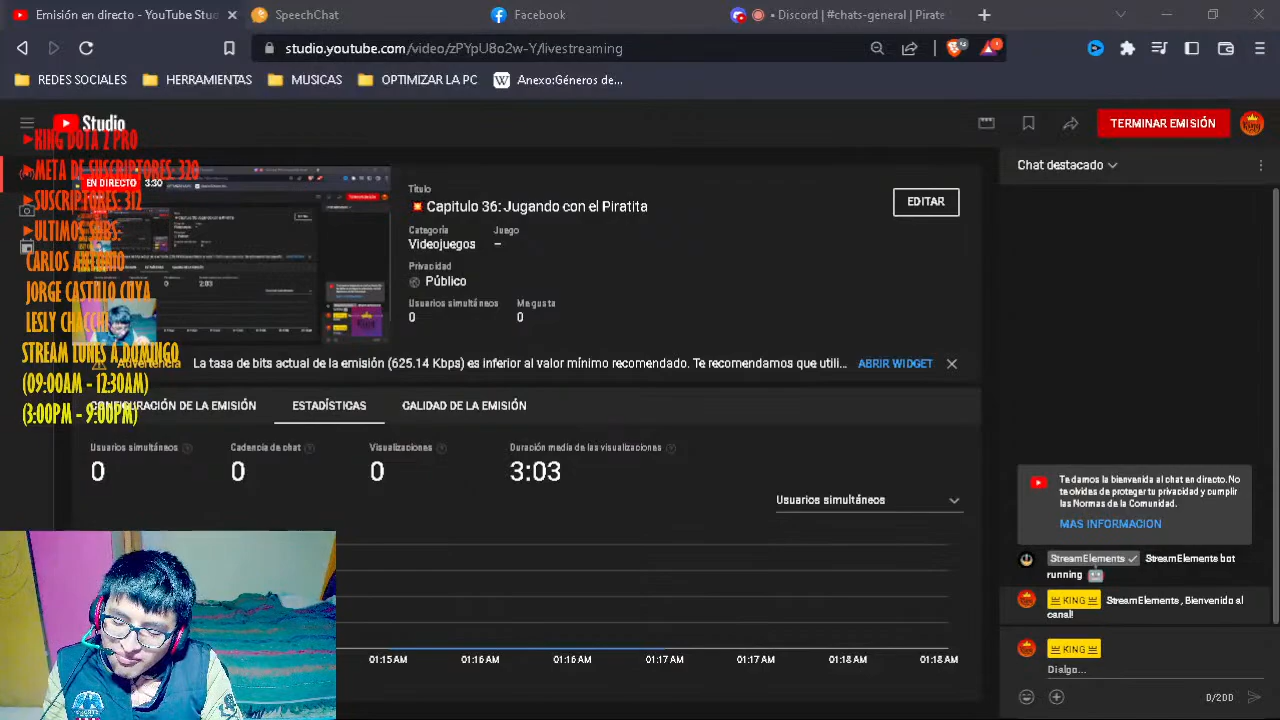 Emisión en directo - YouTube Stu
SpeechChat
Facebook
Discord | #chats-general | Pirate
studio.youtube.com/video/zPYpU8o2w-Y/livestreaming
REDES SOCIALES
HERRAMIENTAS
MUSICAS
OPTIMIZAR LA PC
Anexo:Géneros de...
Studio
TERMINAR EMISIÓN
►KING DOTA 2 PRO
►META DE SUSCRIPTORES: 320
►SUSCRIPTORES: 312
►ULTIMOS SUBS:
CARLOS ANTONIO
JORGE CASTILLO CUYA
LESLY CHACCHI
STREAM LUNES A DOMINGO
(09:00AM - 12:30AM)
(3:00PM - 9:00PM)
EN DIRECTO 3:30
Título
Capitulo 36: Jugando con el Piratita
EDITAR
Categoría
Juego
Videojuegos
–
Privacidad
Público
Usuarios simultáneos
Me gusta
0
0
Advertencia
La tasa de bits actual de la emisión (625.14 Kbps) es inferior al valor mínimo recomendado. Te recomendamos que utili...
ABRIR WIDGET
CONFIGURACIÓN DE LA EMISIÓN
ESTADÍSTICAS
CALIDAD DE LA EMISIÓN
Usuarios simultáneos
Cadencia de chat
Visualizaciones
Duración media de las visualizaciones
0
0
0
3:03
Usuarios simultáneos
01:15 AM
01:16 AM
01:16 AM
01:17 AM
01:17 AM
01:18 AM
01:18 AM
Chat destacado
Te damos la bienvenida al chat en directo. No
te olvides de proteger tu privacidad y cumplir
las Normas de la Comunidad.
MAS INFORMACION
StreamElements StreamElements bot
running
KING StreamElements , Bienvenido al
canal!
KING
Dialgo...
0/200